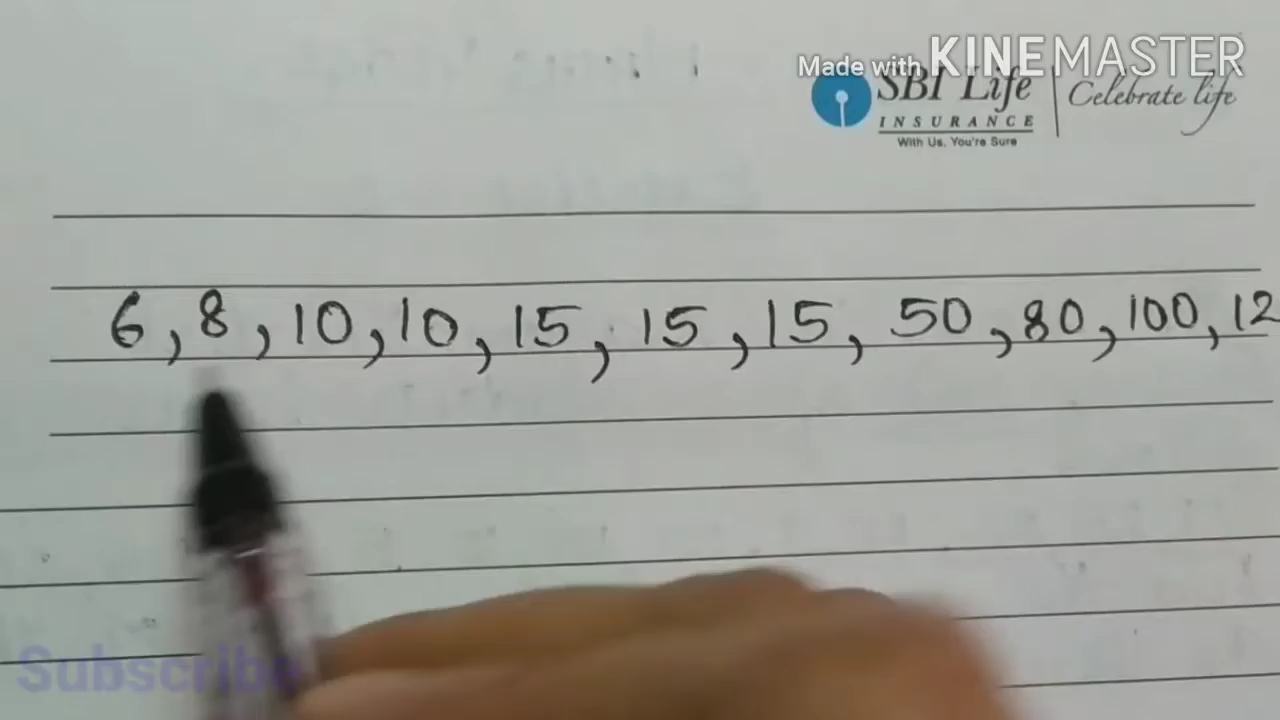 Made with KINEMASTER
SBI Life | Celebrate life
INSURANCE
With Us, You're Sure
6, 8, 10, 10, 15, 15, 15, 50, 80, 100, 12
Subscribe